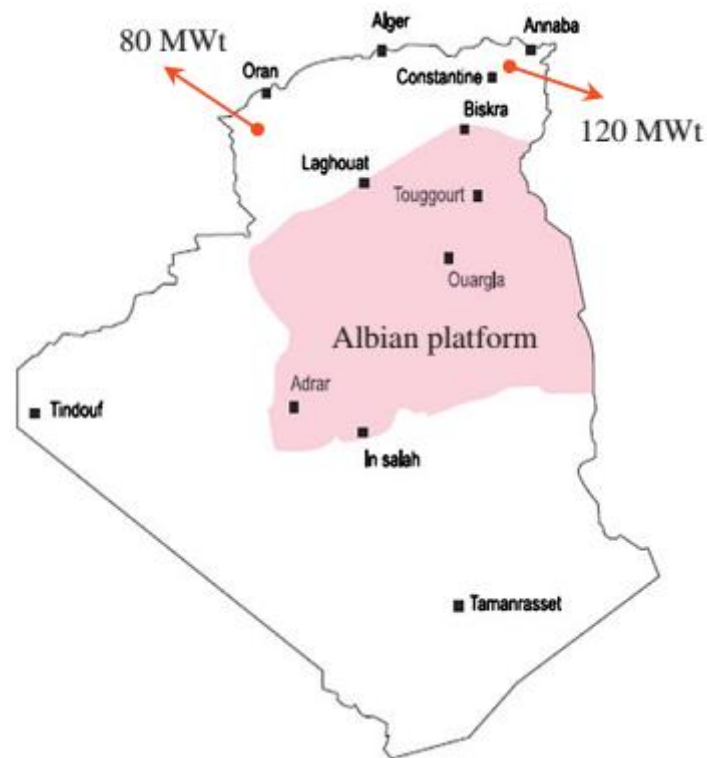 80 MWt
Alger
Annaba
Oran
Constantine
120 MWt
Biskra
Laghouat
Touggourt
Ouargla
Albian platform
Adrar
Tindouf
In salah
Tamanrasset